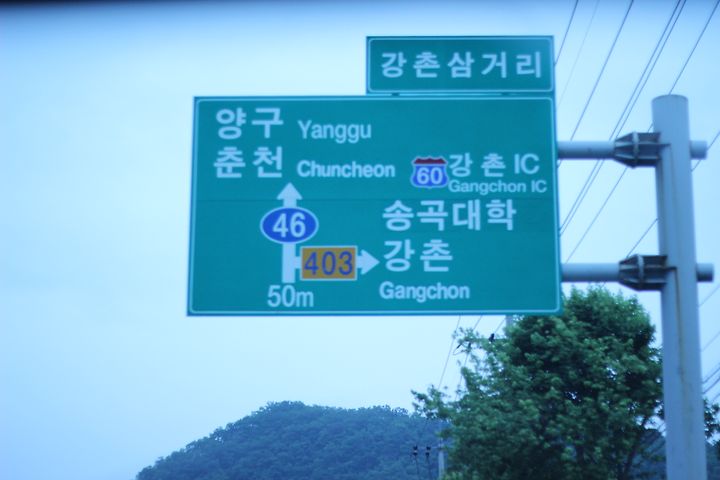 강촌삼거리
양구 Yanggu
춘천 Chuncheon
60 강촌 IC
Gangchon IC
46
송곡대학
403 강촌
50m Gangchon